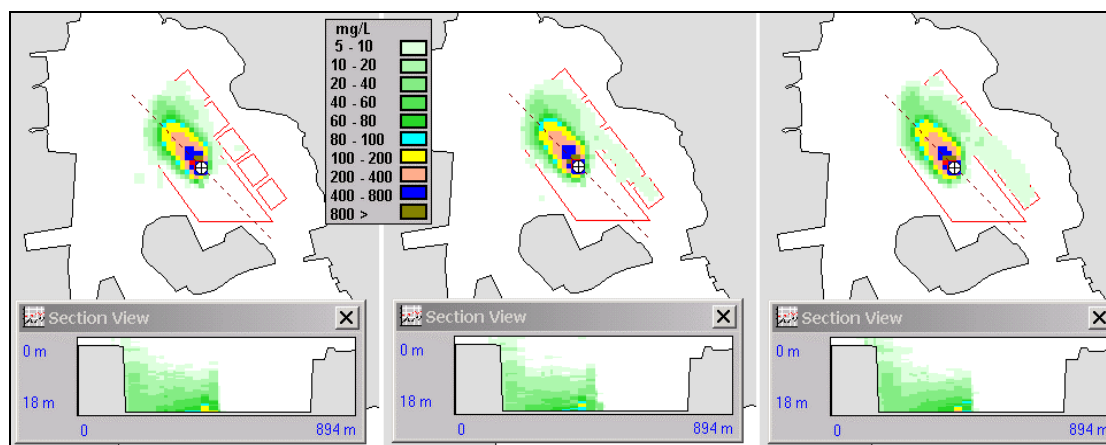 mg/L
5 - 10
10 - 20
20 - 40
40 - 60
60 - 80
80 - 100
100 - 200
200 - 400
400 - 800
800 >
Section View
0 m
18 m
0
894 m
Section View
0 m
18 m
0
894 m
Section View
0 m
18 m
0
894 m